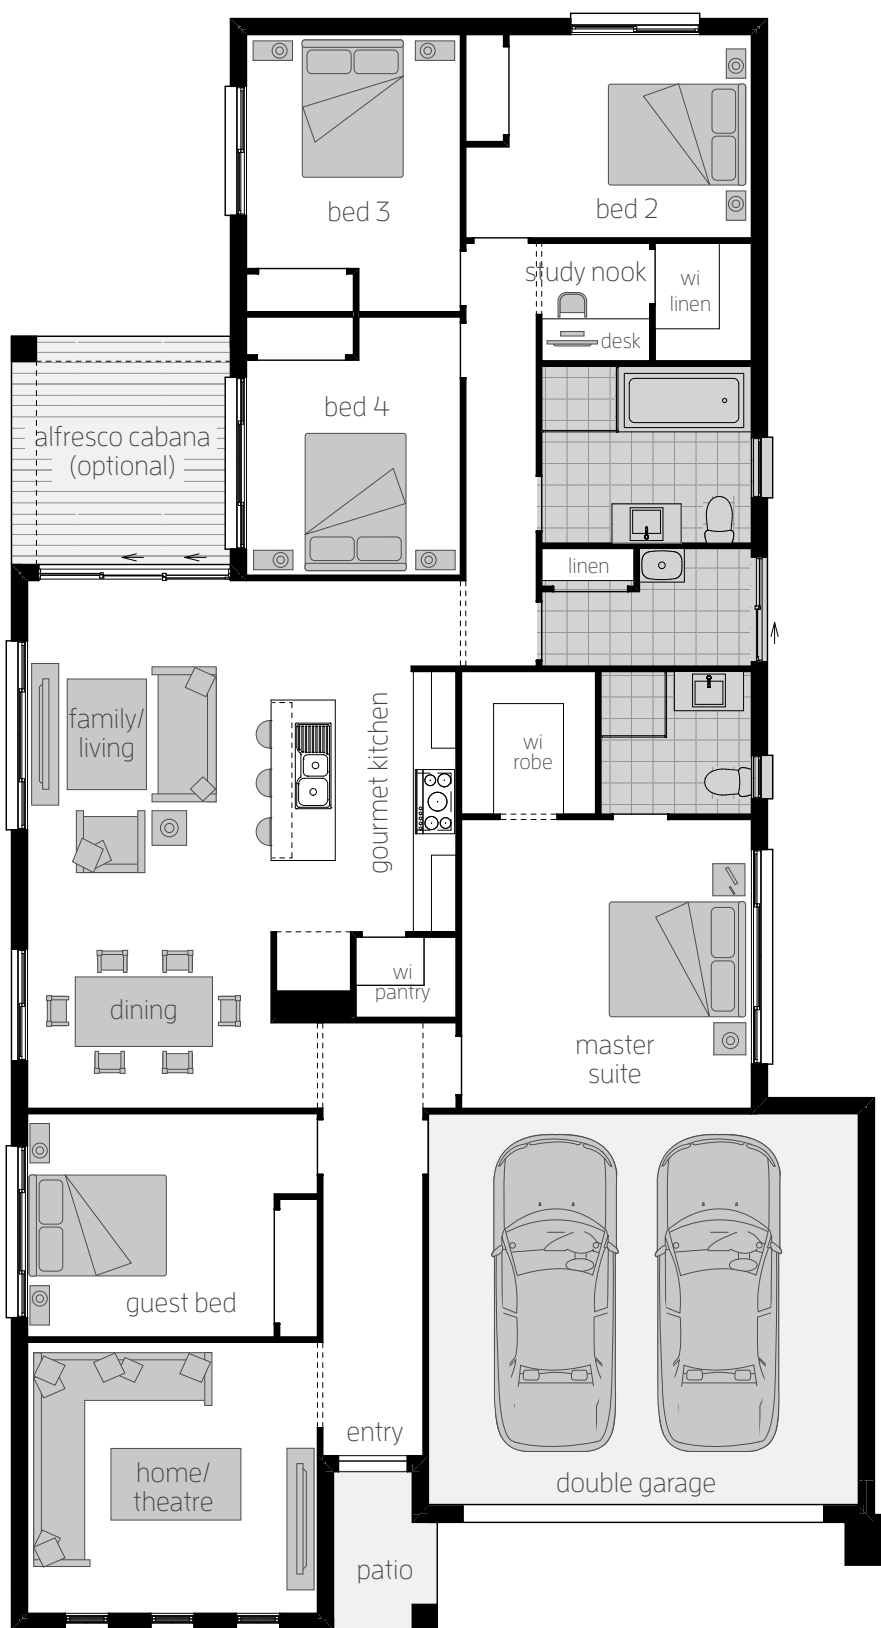 bed 3
bed 2
study nook
wi
linen
desk
bed 4
alfresco cabana
(optional)
linen
family/
living
gourmet kitchen
wi
robe
wi
pantry
dining
master
suite
guest bed
entry
home/
theatre
double garage
patio